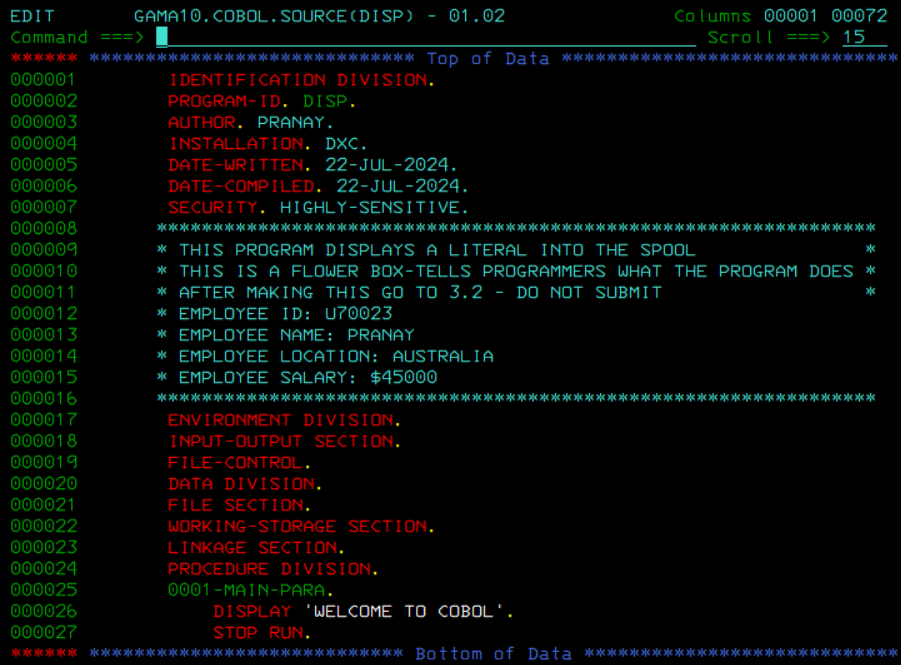 EDIT       GAMA10.COBOL.SOURCE(DISP) - 01.02               Columns 00001 00072
Command ===>                                                  Scroll ===> 15
****** ***************************** Top of Data ******************************
000001        IDENTIFICATION DIVISION.
000002        PROGRAM-ID. DISP.
000003        AUTHOR. PRANAY.
000004        INSTALLATION. DXC.
000005        DATE-WRITTEN. 22-JUL-2024.
000006        DATE-COMPILED. 22-JUL-2024.
000007        SECURITY. HIGHLY-SENSITIVE.
000008       ****************************************************************
000009       * THIS PROGRAM DISPLAYS A LITERAL INTO THE SPOOL               *
000010       * THIS IS A FLOWER BOX-TELLS PROGRAMMERS WHAT THE PROGRAM DOES *
000011       * AFTER MAKING THIS GO TO 3.2 - DO NOT SUBMIT                  *
000012       * EMPLOYEE ID: U70023
000013       * EMPLOYEE NAME: PRANAY
000014       * EMPLOYEE LOCATION: AUSTRALIA
000015       * EMPLOYEE SALARY: $45000
000016       ****************************************************************
000017        ENVIRONMENT DIVISION.
000018        INPUT-OUTPUT SECTION.
000019        FILE-CONTROL.
000020        DATA DIVISION.
000021        FILE SECTION.
000022        WORKING-STORAGE SECTION.
000023        LINKAGE SECTION.
000024        PROCEDURE DIVISION.
000025        0001-MAIN-PARA.
000026            DISPLAY 'WELCOME TO COBOL'.
000027            STOP RUN.
****** **************************** Bottom of Data ****************************